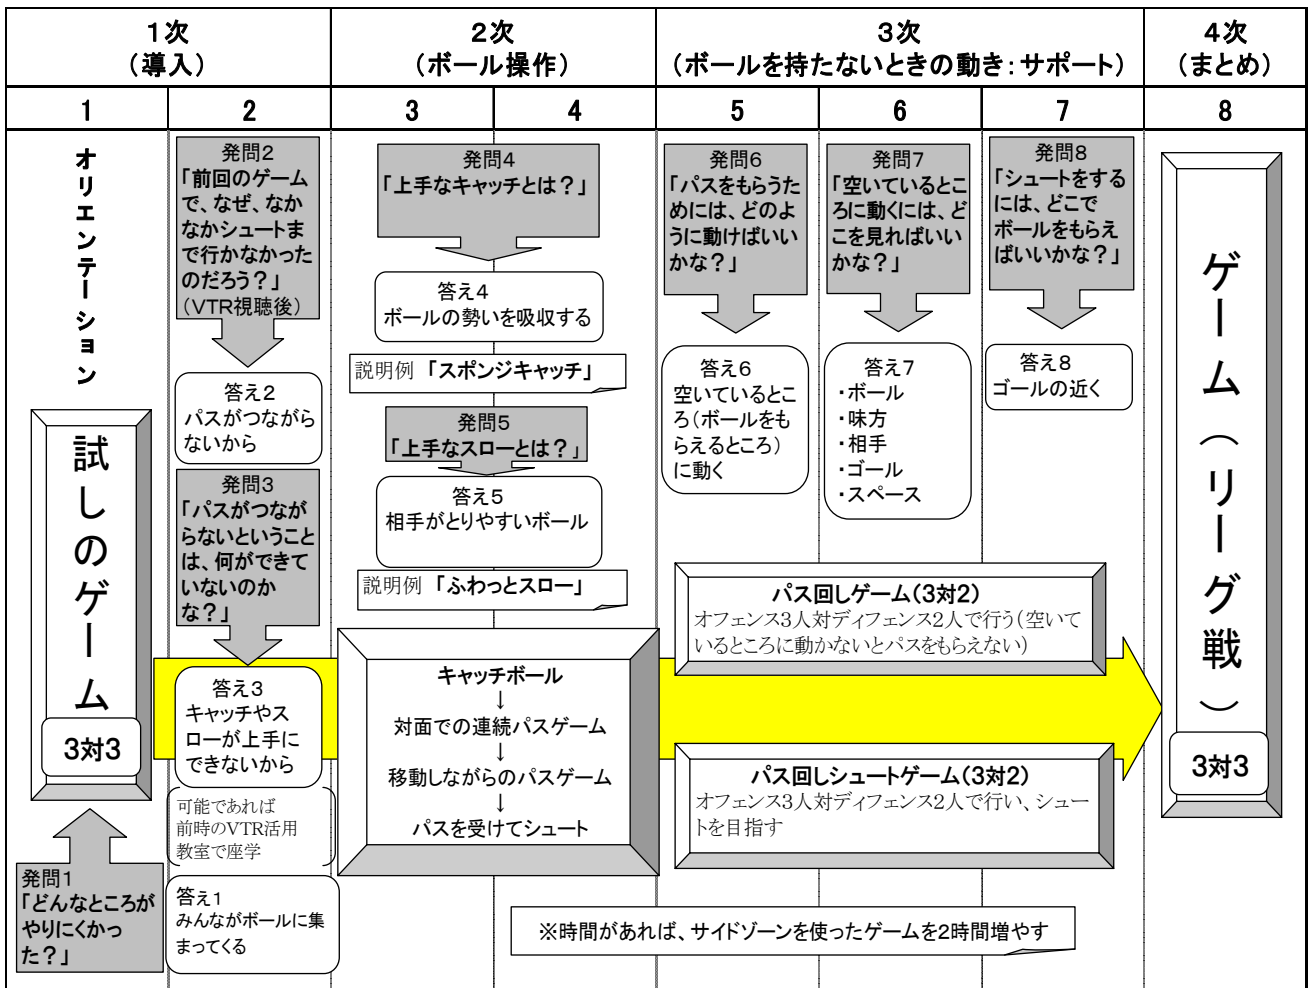 1次
（導入）
2次
（ボール操作）
3次
（ボールを持たないときの動き：サポート）
4次
（まとめ）
1
2
3
4
5
6
7
8
オリエンテーション
試しのゲーム
3対3
発問1
「どんなところが
やりにくかっ
た？」
発問2
「前回のゲーム
で、なぜ、なか
なかシュートま
で行かなかった
のだろう？」
（VTR視聴後）
答え2
パスがつながら
ないから
発問3
「パスがつなが
らないということ
は、何ができて
いないのか
な？」
答え3
キャッチやス
ローが上手に
できないから
可能であれば
前時のVTR活用
教室で座学
答え1
みんながボールに集
まってくる
発問4
「上手なキャッチとは？」
答え4
ボールの勢いを吸収する
説明例 「スポンジキャッチ」
発問5
「上手なスローとは？」
答え5
相手がとりやすいボール
説明例 「ふわっとスロー」
キャッチボール
↓
対面での連続パスゲーム
↓
移動しながらのパスゲーム
↓
パスを受けてシュート
発問6
「パスをもらうた
めには、どのよ
うに動けばいい
かな？」
答え6
空いているとこ
ろ（ボールをも
らえるところ）
に動く
発問7
「空いているとこ
ろに動くには、ど
こを見ればいい
かな？」
答え7
・ボール
・味方
・相手
・ゴール
・スペース
発問8
「シュートをする
には、どこで
ボールをもらえ
ばいいかな？」
答え8
ゴールの近く
パス回しゲーム（3対2）
オフェンス3人対ディフェンス2人で行う（空いて
いるところに動かないとパスをもらえない）
パス回しシュートゲーム（3対2）
オフェンス3人対ディフェンス2人で行い、シュー
トを目指す
※時間があれば、サイドゾーンを使ったゲームを2時間増やす
ゲーム（リーグ戦）
3対3